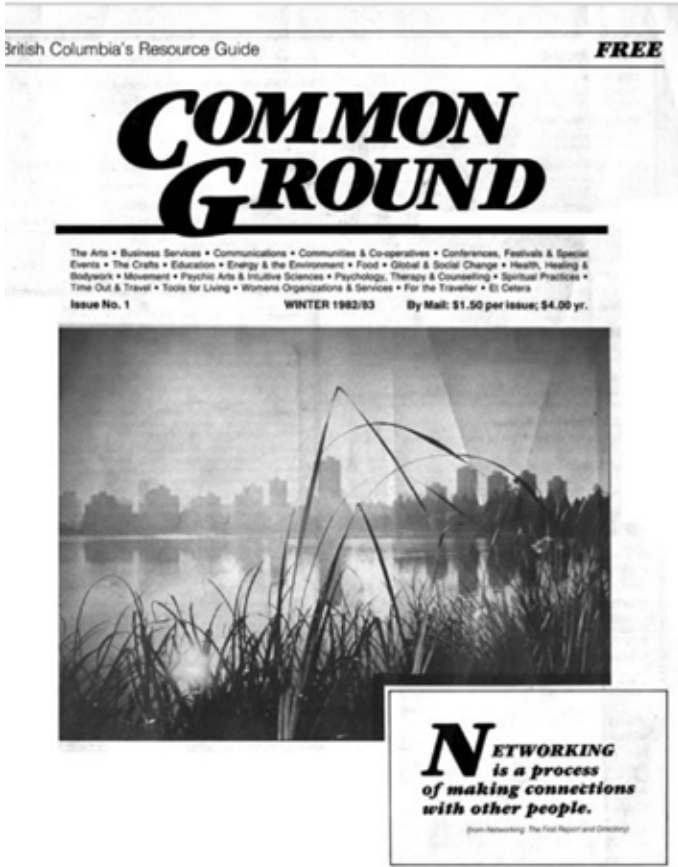 British Columbia's Resource Guide
FREE
COMMON
GROUND
The Arts • Business Services • Communications • Communities & Co-operatives • Conferences, Festivals & Special
Events • The Crafts • Education • Energy & the Environment • Food • Global & Social Change • Health, Healing &
Bodywork • Movement • Psychic Arts & Intuitive Sciences • Psychology, Therapy & Counselling • Spiritual Practices •
Time Out & Travel • Tools for Living • Womens Organizations & Services • For the Traveller • Et Cetera
Issue No. 1 WINTER 1982/83 By Mail: $1.50 per issue; $4.00 yr.
NETWORKING
is a process
of making connections
with other people.
(from Networking: The First Report and Directory)